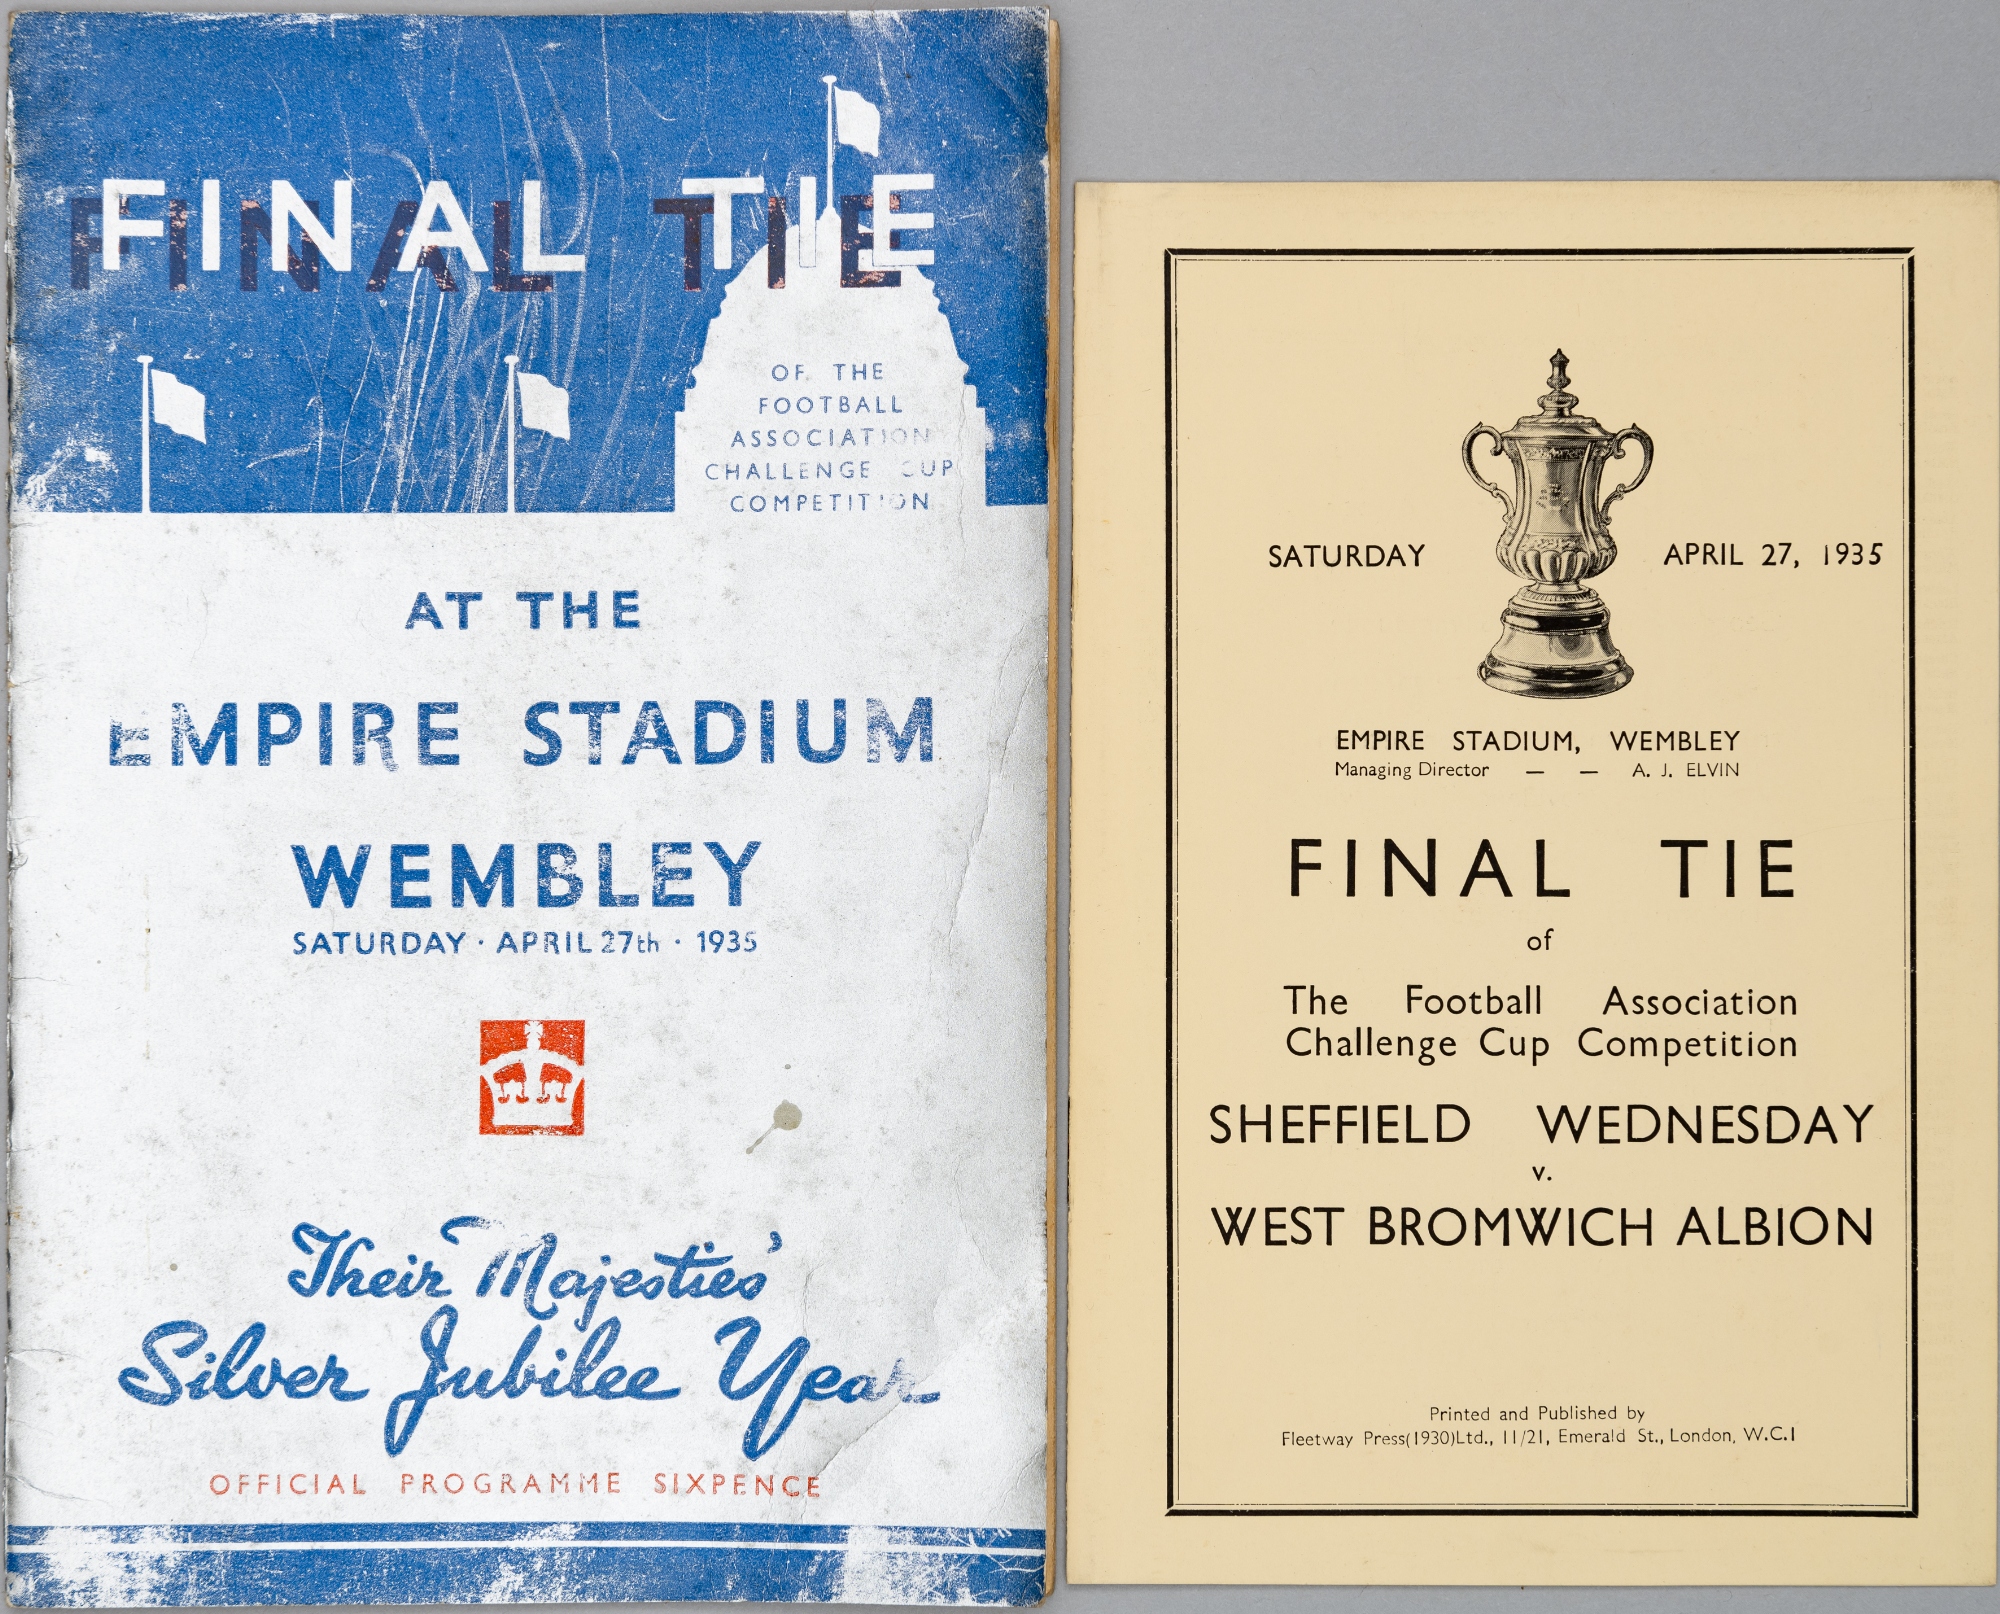 FINAL TIE
OF THE
FOOTBALL
ASSOCIATION
CHALLENGE CUP
COMPETITION
AT THE
EMPIRE STADIUM
WEMBLEY
SATURDAY · APRIL 27th · 1935
Their Majesties'
Silver Jubilee Year
OFFICIAL PROGRAMME SIXPENCE
SATURDAY APRIL 27, 1935
EMPIRE STADIUM, WEMBLEY
Managing Director — — A. J. ELVIN
FINAL TIE
of
The Football Association
Challenge Cup Competition
SHEFFIELD WEDNESDAY
v.
WEST BROMWICH ALBION
Printed and Published by
Fleetway Press(1930)Ltd., 11/21, Emerald St., London, W.C.1